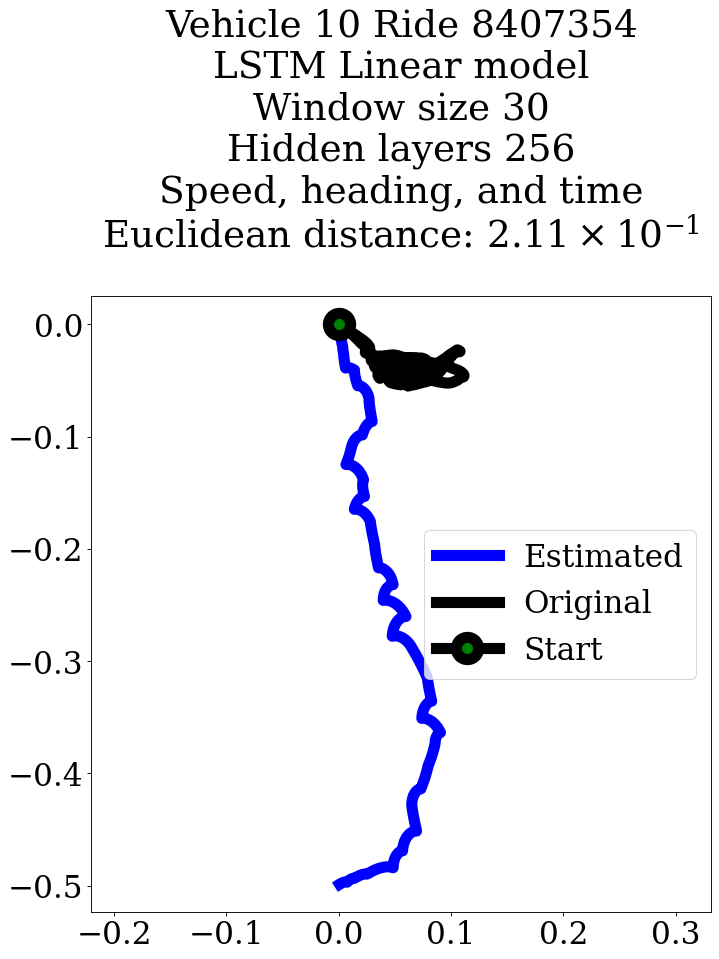 Vehicle 10 Ride 8407354
LSTM Linear model
Window size 30
Hidden layers 256
Speed, heading, and time
Euclidean distance: 2.11 × 10⁻¹
0.0
−0.1
−0.2
−0.3
−0.4
−0.5
Estimated
Original
Start
−0.2 −0.1 0.0 0.1 0.2 0.3